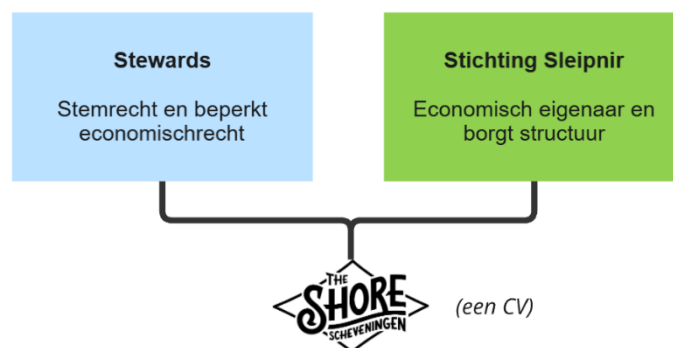 Stewards
Stemrecht en beperkt
economischrecht
Stichting Sleipnir
Economisch eigenaar en
borgt structuur
THE
SHORE
SCHEVENINGEN
(een CV)